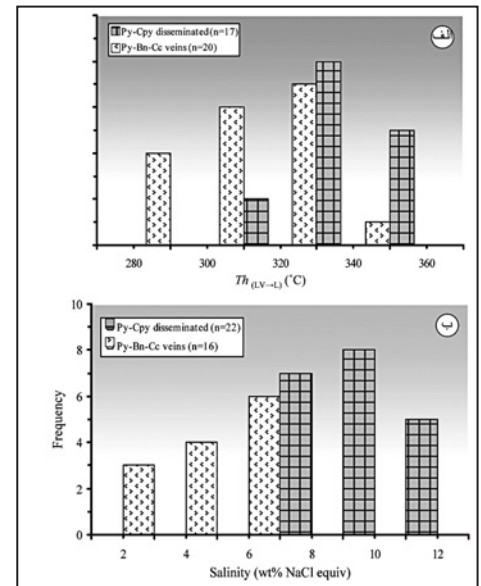 الف
Py-Cpy disseminated (n=17)
Py-Bn-Cc veins (n=20)
280 300 320 340 360
Th (LV→L) (˚C)
ب
Py-Cpy disseminated (n=22)
Py-Bn-Cc veins (n=16)
10
8
6
4
2
0
Frequency
2 4 6 8 10 12
Salinity (wt% NaCl equiv)